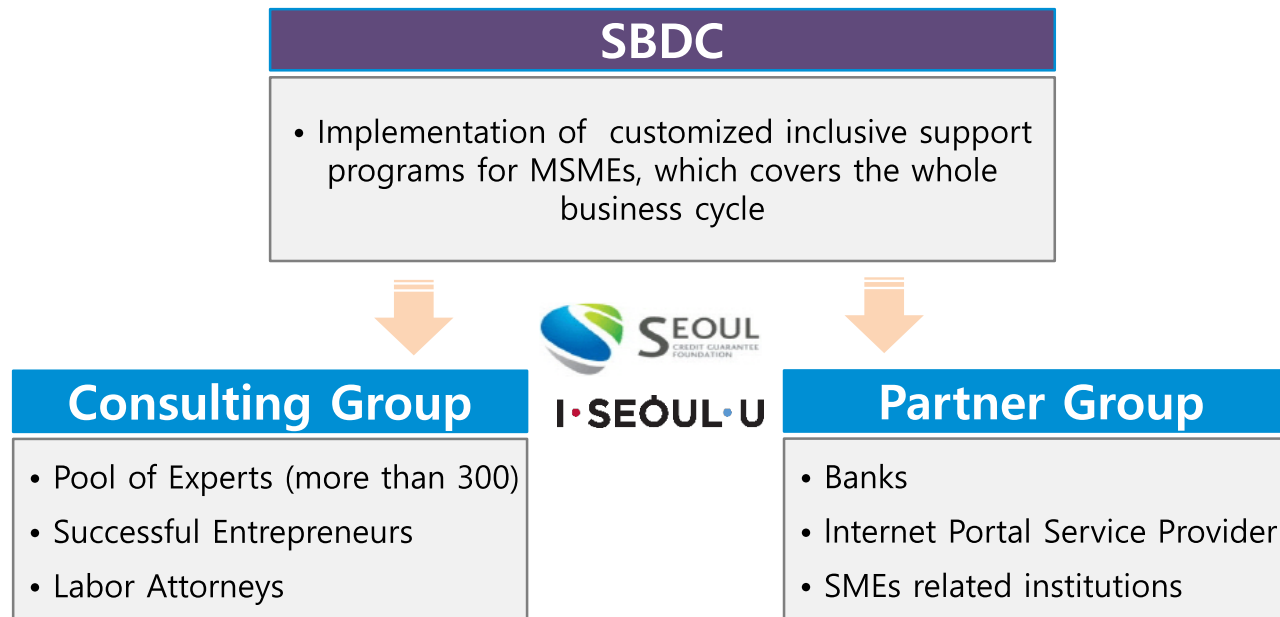 SBDC
• Implementation of customized inclusive support
programs for MSMEs, which covers the whole
business cycle
SEOUL
CREDIT GUARANTEE
FOUNDATION
I·SEOUL·U
Consulting Group
• Pool of Experts (more than 300)
• Successful Entrepreneurs
• Labor Attorneys
Partner Group
• Banks
• Internet Portal Service Provider
• SMEs related institutions